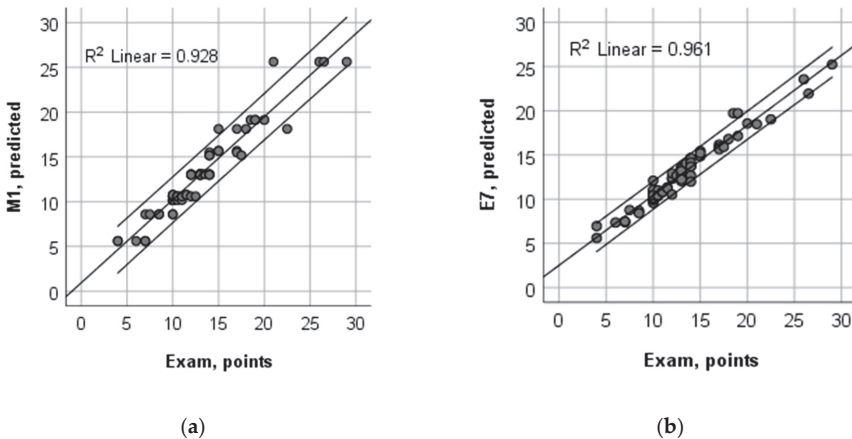 30
25
20
15
10
5
0
M1, predicted
R² Linear = 0.928
0 5 10 15 20 25 30
Exam, points
(a)
30
25
20
15
10
5
0
E7, predicted
R² Linear = 0.961
0 5 10 15 20 25 30
Exam, points
(b)